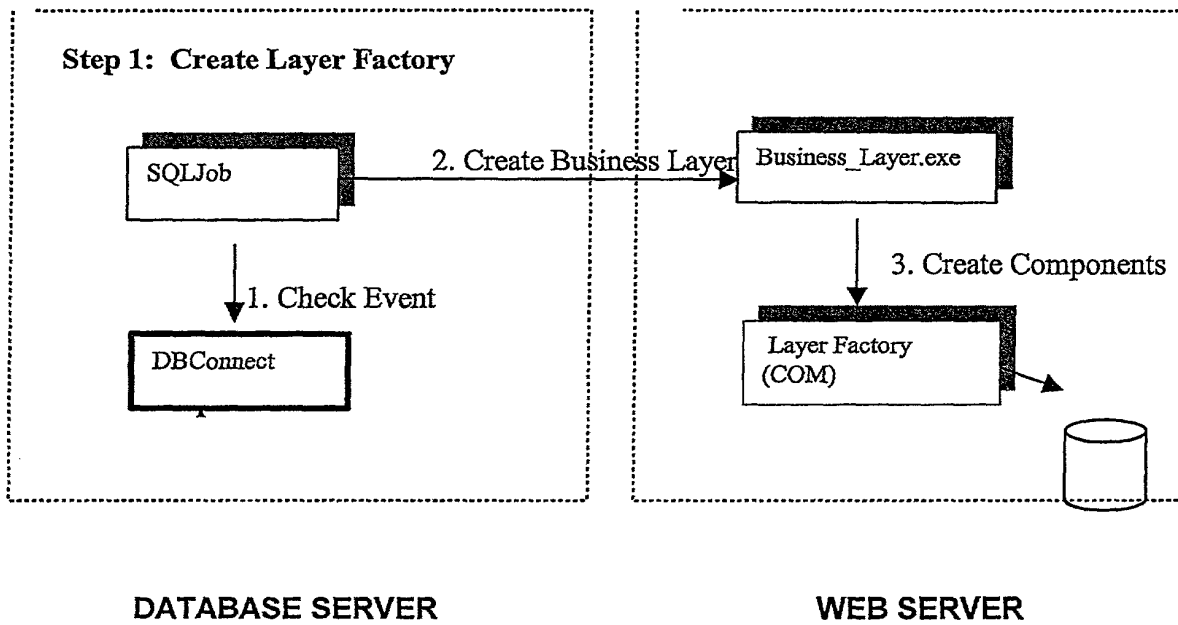 Step 1: Create Layer Factory
SQLJob
2. Create Business Layer
Business_Layer.exe
1. Check Event
3. Create Components
DBConnect
Layer Factory
(COM)
DATABASE SERVER
WEB SERVER